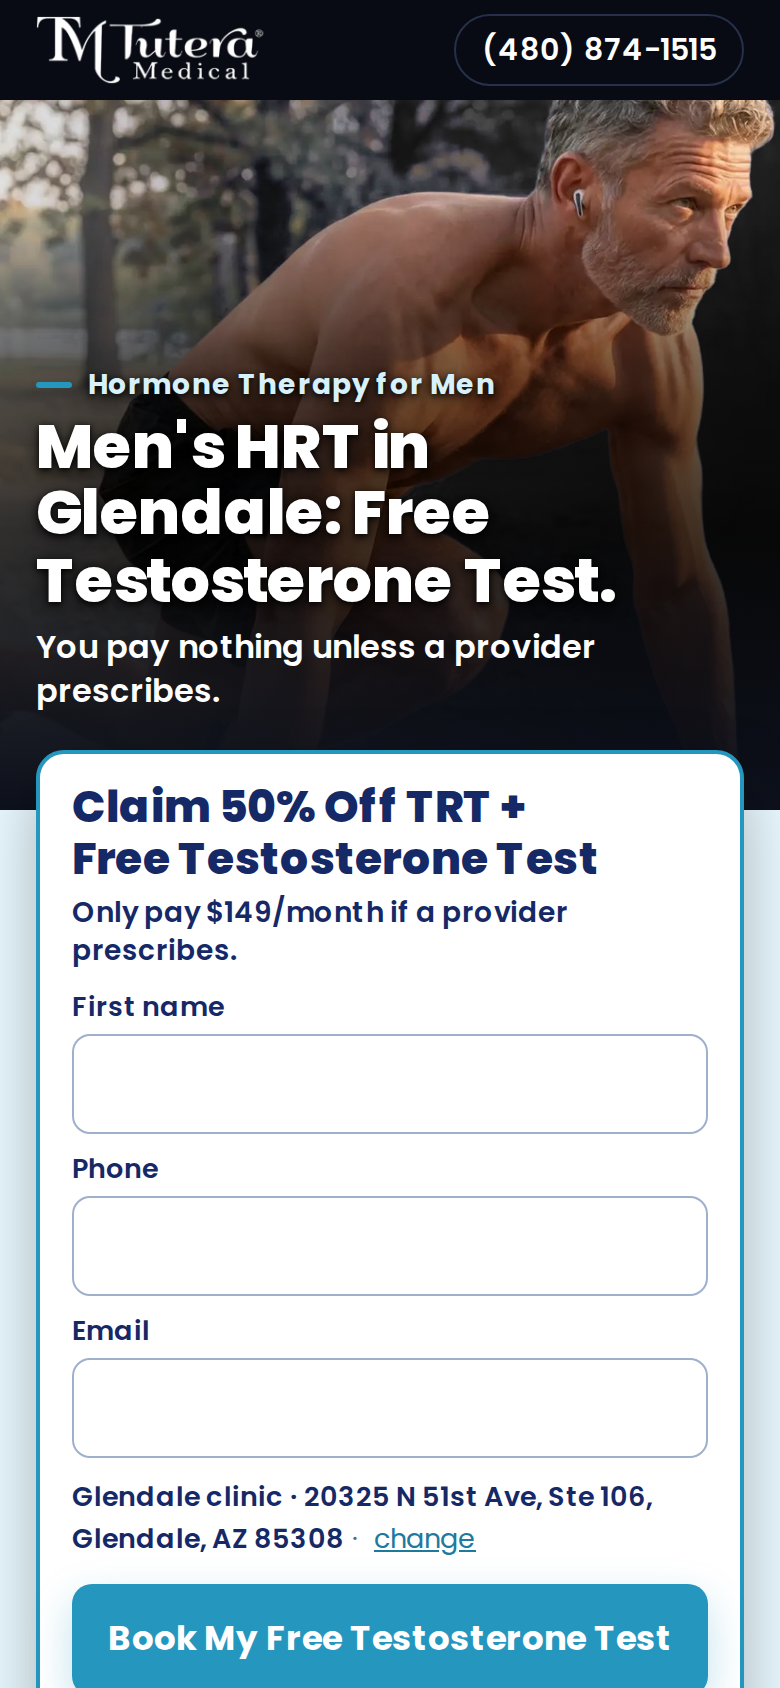 TM Tutera®
Medical
(480) 874-1515
Hormone Therapy for Men
Men's HRT in
Glendale: Free
Testosterone Test.
You pay nothing unless a provider
prescribes.
Claim 50% Off TRT +
Free Testosterone Test
Only pay $149/month if a provider
prescribes.
First name
Phone
Email
Glendale clinic · 20325 N 51st Ave, Ste 106,
Glendale, AZ 85308 · change
Book My Free Testosterone Test